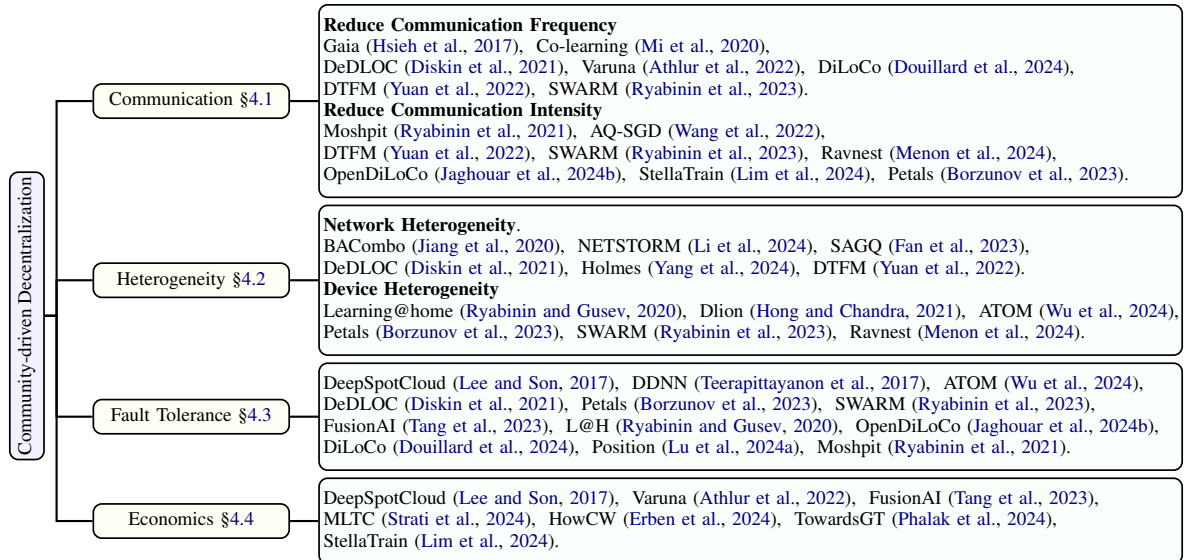 Community-driven Decentralization
Communication §4.1
Reduce Communication Frequency
Gaia (Hsieh et al., 2017), Co-learning (Mi et al., 2020),
DeDLOC (Diskin et al., 2021), Varuna (Athlur et al., 2022), DiLoCo (Douillard et al., 2024),
DTFM (Yuan et al., 2022), SWARM (Ryabinin et al., 2023).
Reduce Communication Intensity
Moshpit (Ryabinin et al., 2021), AQ-SGD (Wang et al., 2022),
DTFM (Yuan et al., 2022), SWARM (Ryabinin et al., 2023), Ravnest (Menon et al., 2024),
OpenDiLoCo (Jaghouar et al., 2024b), StellaTrain (Lim et al., 2024), Petals (Borzunov et al., 2023).
Heterogeneity §4.2
Network Heterogeneity.
BACombo (Jiang et al., 2020), NETSTORM (Li et al., 2024), SAGQ (Fan et al., 2023),
DeDLOC (Diskin et al., 2021), Holmes (Yang et al., 2024), DTFM (Yuan et al., 2022).
Device Heterogeneity
Learning@home (Ryabinin and Gusev, 2020), Dlion (Hong and Chandra, 2021), ATOM (Wu et al., 2024),
Petals (Borzunov et al., 2023), SWARM (Ryabinin et al., 2023), Ravnest (Menon et al., 2024).
Fault Tolerance §4.3
DeepSpotCloud (Lee and Son, 2017), DDNN (Teerapittayanon et al., 2017), ATOM (Wu et al., 2024),
DeDLOC (Diskin et al., 2021), Petals (Borzunov et al., 2023), SWARM (Ryabinin et al., 2023),
FusionAI (Tang et al., 2023), L@H (Ryabinin and Gusev, 2020), OpenDiLoCo (Jaghouar et al., 2024b),
DiLoCo (Douillard et al., 2024), Position (Lu et al., 2024a), Moshpit (Ryabinin et al., 2021).
Economics §4.4
DeepSpotCloud (Lee and Son, 2017), Varuna (Athlur et al., 2022), FusionAI (Tang et al., 2023),
MLTC (Strati et al., 2024), HowCW (Erben et al., 2024), TowardsGT (Phalak et al., 2024),
StellaTrain (Lim et al., 2024).